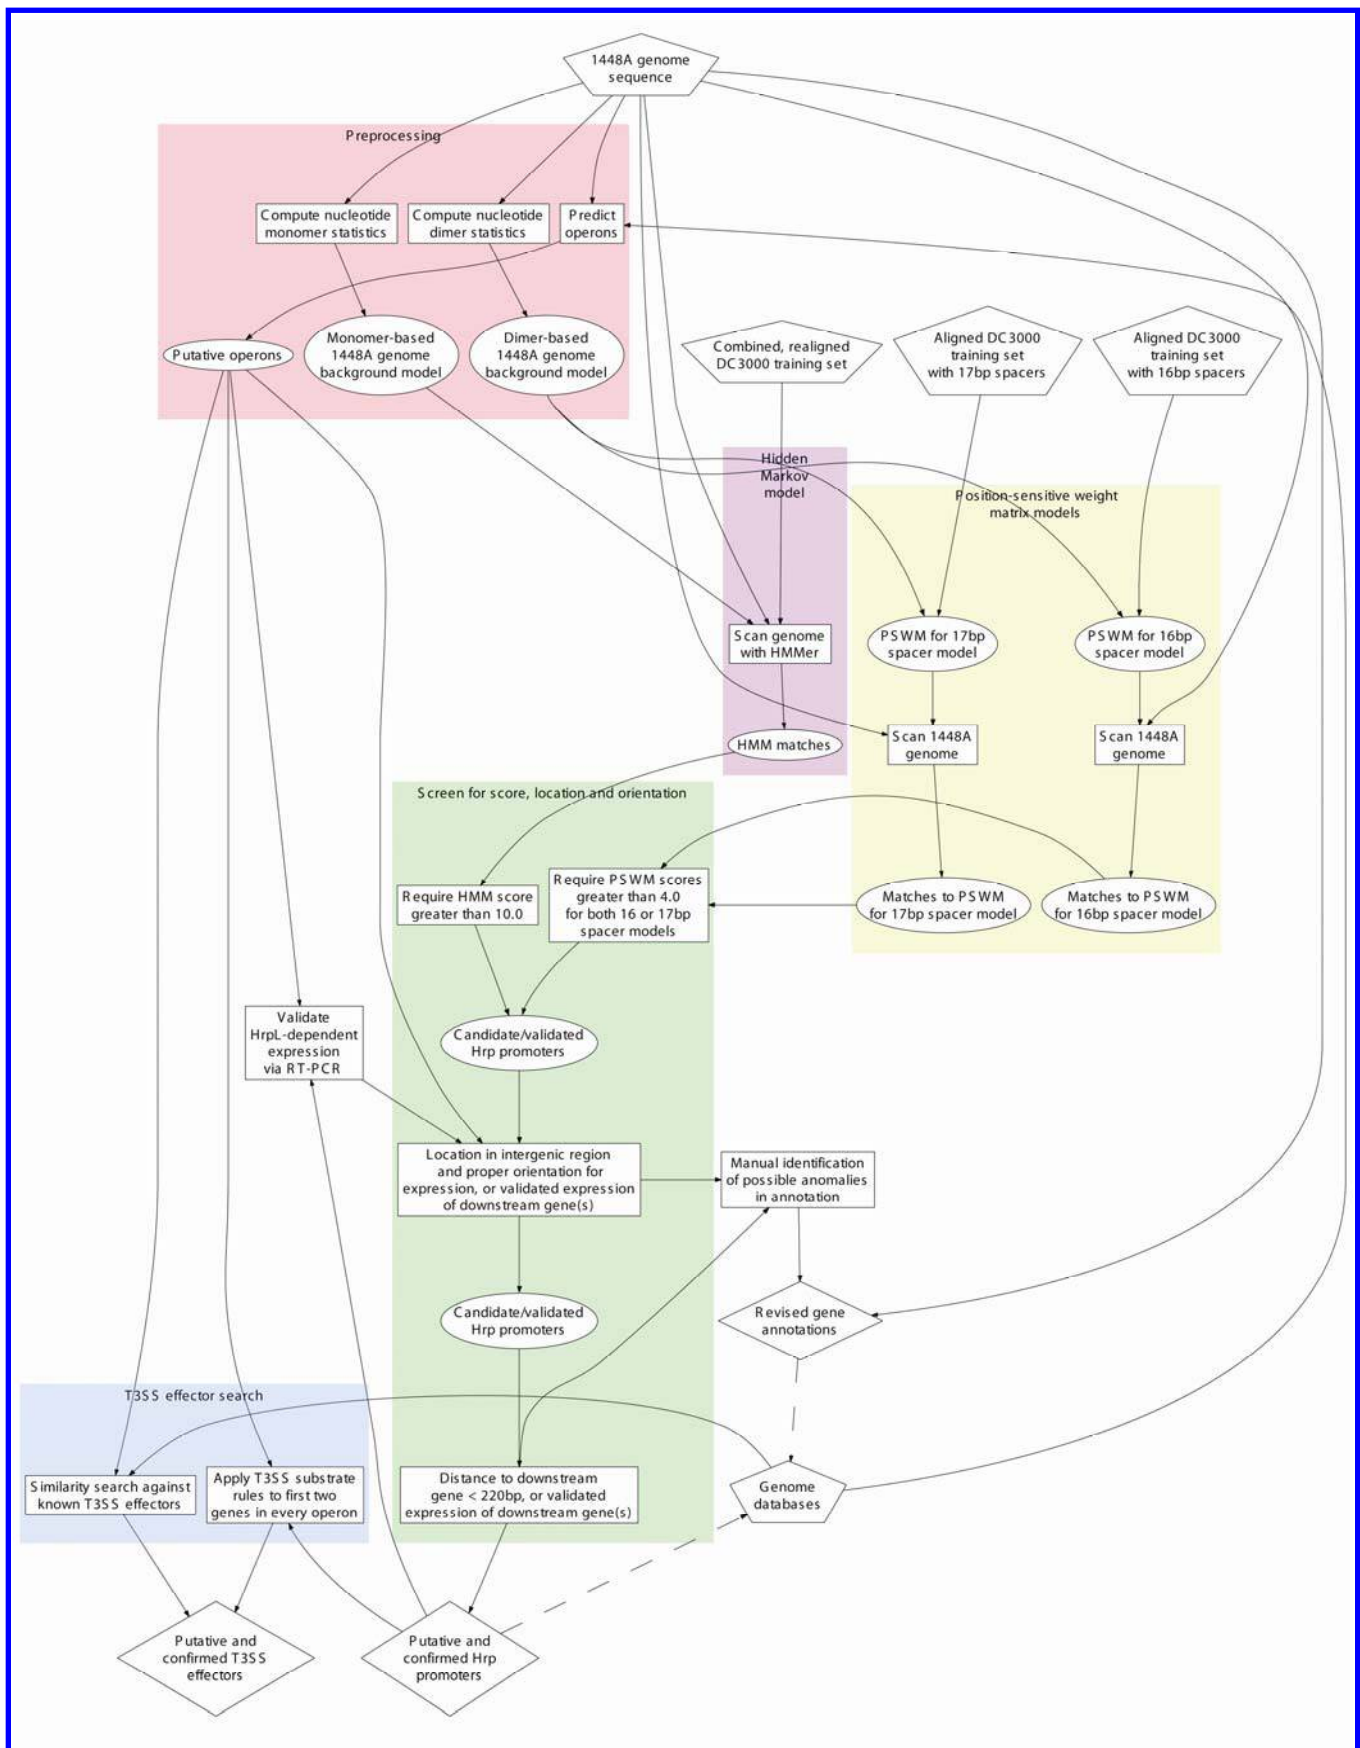 1448A genome
sequence
Preprocessing
Compute nucleotide
monomer statistics
Compute nucleotide
dimer statistics
Predict
operons
Putative operons
Monomer-based
1448A genome
background model
Dimer-based
1448A genome
background model
Combined, realigned
DC3000 training set
Aligned DC3000
training set
with 17bp spacers
Aligned DC3000
training set
with 16bp spacers
Hidden
Markov
model
Position-sensitive weight
matrix models
Scan genome
with HMMer
PSWM for 17bp
spacer model
PSWM for 16bp
spacer model
HMM matches
Scan 1448A
genome
Scan 1448A
genome
Screen for score, location and orientation
Require HMM score
greater than 10.0
Require PSWM scores
greater than 4.0
for both 16 or 17bp
spacer models
Matches to PSWM
for 17bp spacer model
Matches to PSWM
for 16bp spacer model
Validate
HrpL-dependent
expression
via RT-PCR
Candidate/validated
Hrp promoters
Location in intergenic region
and proper orientation for
expression, or validated expression
of downstream gene(s)
Manual identification
of possible anomalies
in annotation
Candidate/validated
Hrp promoters
Revised gene
annotations
T3SS effector search
Similarity search against
known T3SS effectors
Apply T3SS substrate
rules to first two
genes in every operon
Distance to downstream
gene < 220bp, or validated
expression of downstream gene(s)
Genome
databases
Putative and
confirmed T3SS
effectors
Putative and
confirmed Hrp
promoters